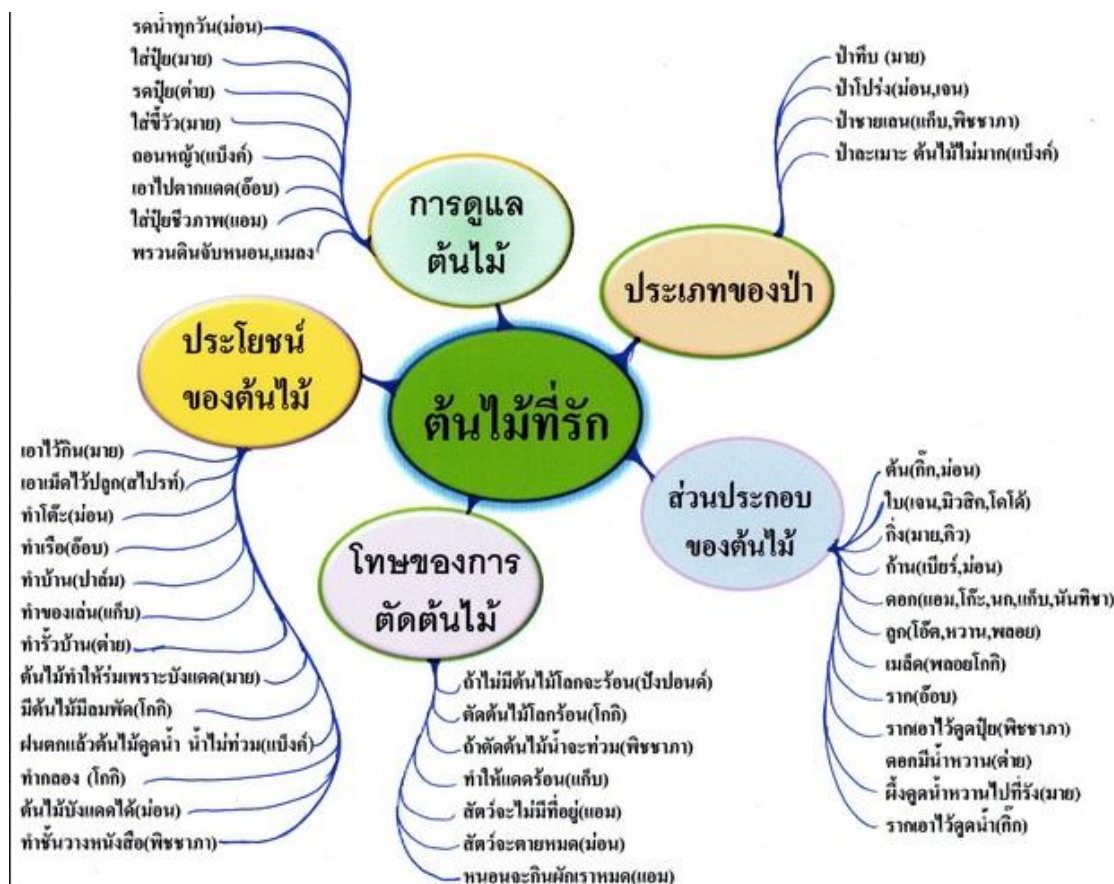 รดน้ำทุกวัน(ม่อน)
ใส่ปุ๋ย(มาย)
รดปุ๋ย(ต่าย)
ใส่ขี้วัว(มาย)
ถอนหญ้า(แบ๊งค์)
เอาไปตากแดด(อ๊อบ)
ใส่ปุ๋ยชีวภาพ(แอม)
พรวนดินจับหนอน,แมลง
การดูแล
ต้นไม้
ป่าทึบ (มาย)
ป่าโปร่ง(ม่อน,เจน)
ป่าชายเลน(แก็บ,พิชชาภา)
ป่าละเมาะ ต้นไม้ไม่มาก(แบ๊งค์)
ประเภทของป่า
ประโยชน์
ของต้นไม้
ต้นไม้ที่รัก
เอาไว้กิน(มาย)
เอาเม็ดไว้ปลูก(สไปรท์)
ทำโต๊ะ(ม่อน)
ทำเรือ(อ๊อบ)
ทำบ้าน(ปาล์ม)
ทำของเล่น(แก็บ)
ทำรั้วบ้าน(ต่าย)
ต้นไม้ทำให้ร่มเพราะบังแดด(มาย)
มีต้นไม้มีลมพัด(โกกิ)
ฝนตกแล้วต้นไม้ดูดน้ำ น้ำไม่ท่วม(แบ๊งค์)
ทำกลอง (โกกิ)
ต้นไม้บังแดดได้(ม่อน)
ทำชั้นวางหนังสือ(พิชชาภา)
โทษของการ
ตัดต้นไม้
ถ้าไม่มีต้นไม้โลกจะร้อน(ปังปอนด์)
ตัดต้นไม้โลกร้อน(โกกิ)
ถ้าตัดต้นไม้น้ำจะท่วม(พิชชาภา)
ทำให้แดดร้อน(แก็บ)
สัตว์จะไม่มีที่อยู่(แอม)
สัตว์จะตายหมด(ม่อน)
หนอนจะกินผักเราหมด(แอม)
ส่วนประกอบ
ของต้นไม้
ต้น(กิ๊ก,ม่อน)
ใบ(เจน,มิวสิก,โดโด้)
กิ่ง(มาย,คิว)
ก้าน(เบียร์,ม่อน)
ดอก(แอม,โก๊ะ,นก,แก็บ,นันทิชา)
ลูก(โอ๊ต,หวาน,พลอย)
เมล็ด(พลอยโกกิ)
ราก(อ๊อบ)
รากเอาไว้ดูดปุ๋ย(พิชชาภา)
ดอกมีน้ำหวาน(ต่าย)
ผึ้งดูดน้ำหวานไปที่รัง(มาย)
รากเอาไว้ดูดน้ำ(กิ๊ก)